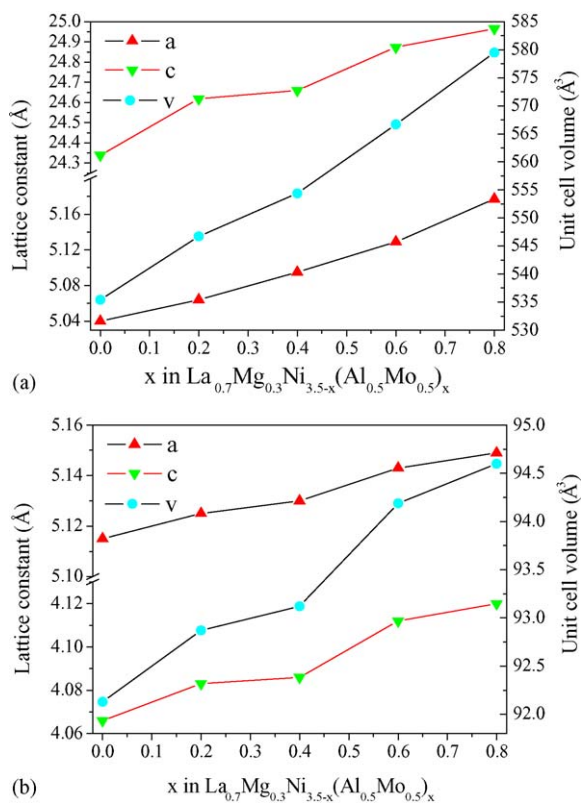 25.0
24.9
24.8
24.7
24.6
24.5
24.4
24.3
5.16
5.12
5.08
5.04
Lattice constant (Å)
a
c
v
585
580
575
570
565
560
555
550
545
540
535
530
Unit cell volume (Å³)
0.0 0.1 0.2 0.3 0.4 0.5 0.6 0.7 0.8
(a)
x in La₀.₇Mg₀.₃Ni₃.₅₋ₓ(Al₀.₅Mo₀.₅)ₓ
5.16
5.14
5.12
5.10
4.12
4.10
4.08
4.06
Lattice constant (Å)
a
c
v
95.0
94.5
94.0
93.5
93.0
92.5
92.0
Unit cell volume (Å³)
0.0 0.1 0.2 0.3 0.4 0.5 0.6 0.7 0.8
(b)
x in La₀.₇Mg₀.₃Ni₃.₅₋ₓ(Al₀.₅Mo₀.₅)ₓ